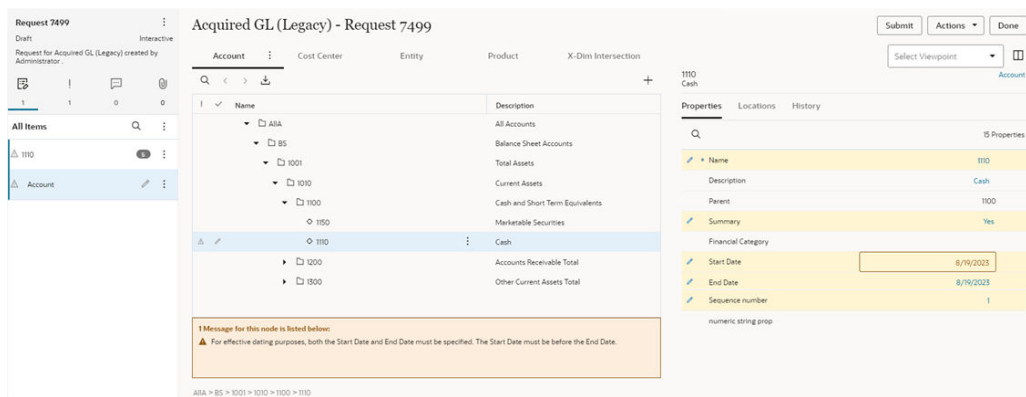 Request 7499
Draft
Interactive
Request for Acquired GL (Legacy) created by
Administrator..
1
1
0
0
All Items
1110
5
Account
Acquired GL (Legacy) - Request 7499
Submit
Actions
Done
Account
Cost Center
Entity
Product
X-Dim Intersection
Select Viewpoint
Name
Description
AllA
All Accounts
BS
Balance Sheet Accounts
1001
Total Assets
1010
Current Assets
1100
Cash and Short Term Equivalents
1150
Marketable Securities
1110
Cash
1200
Accounts Receivable Total
1300
Other Current Assets Total
1 Message for this node is listed below:
For effective dating purposes, both the Start Date and End Date must be specified. The Start Date must be before the End Date.
AllA > BS > 1001 > 1010 > 1100 > 1110
1110
Account
Cash
Properties
Locations
History
15 Properties
* Name
1110
Description
Cash
Parent
1100
Summary
Yes
Financial Category
Start Date
8/19/2023
End Date
8/19/2023
Sequence number
1
numeric string prop